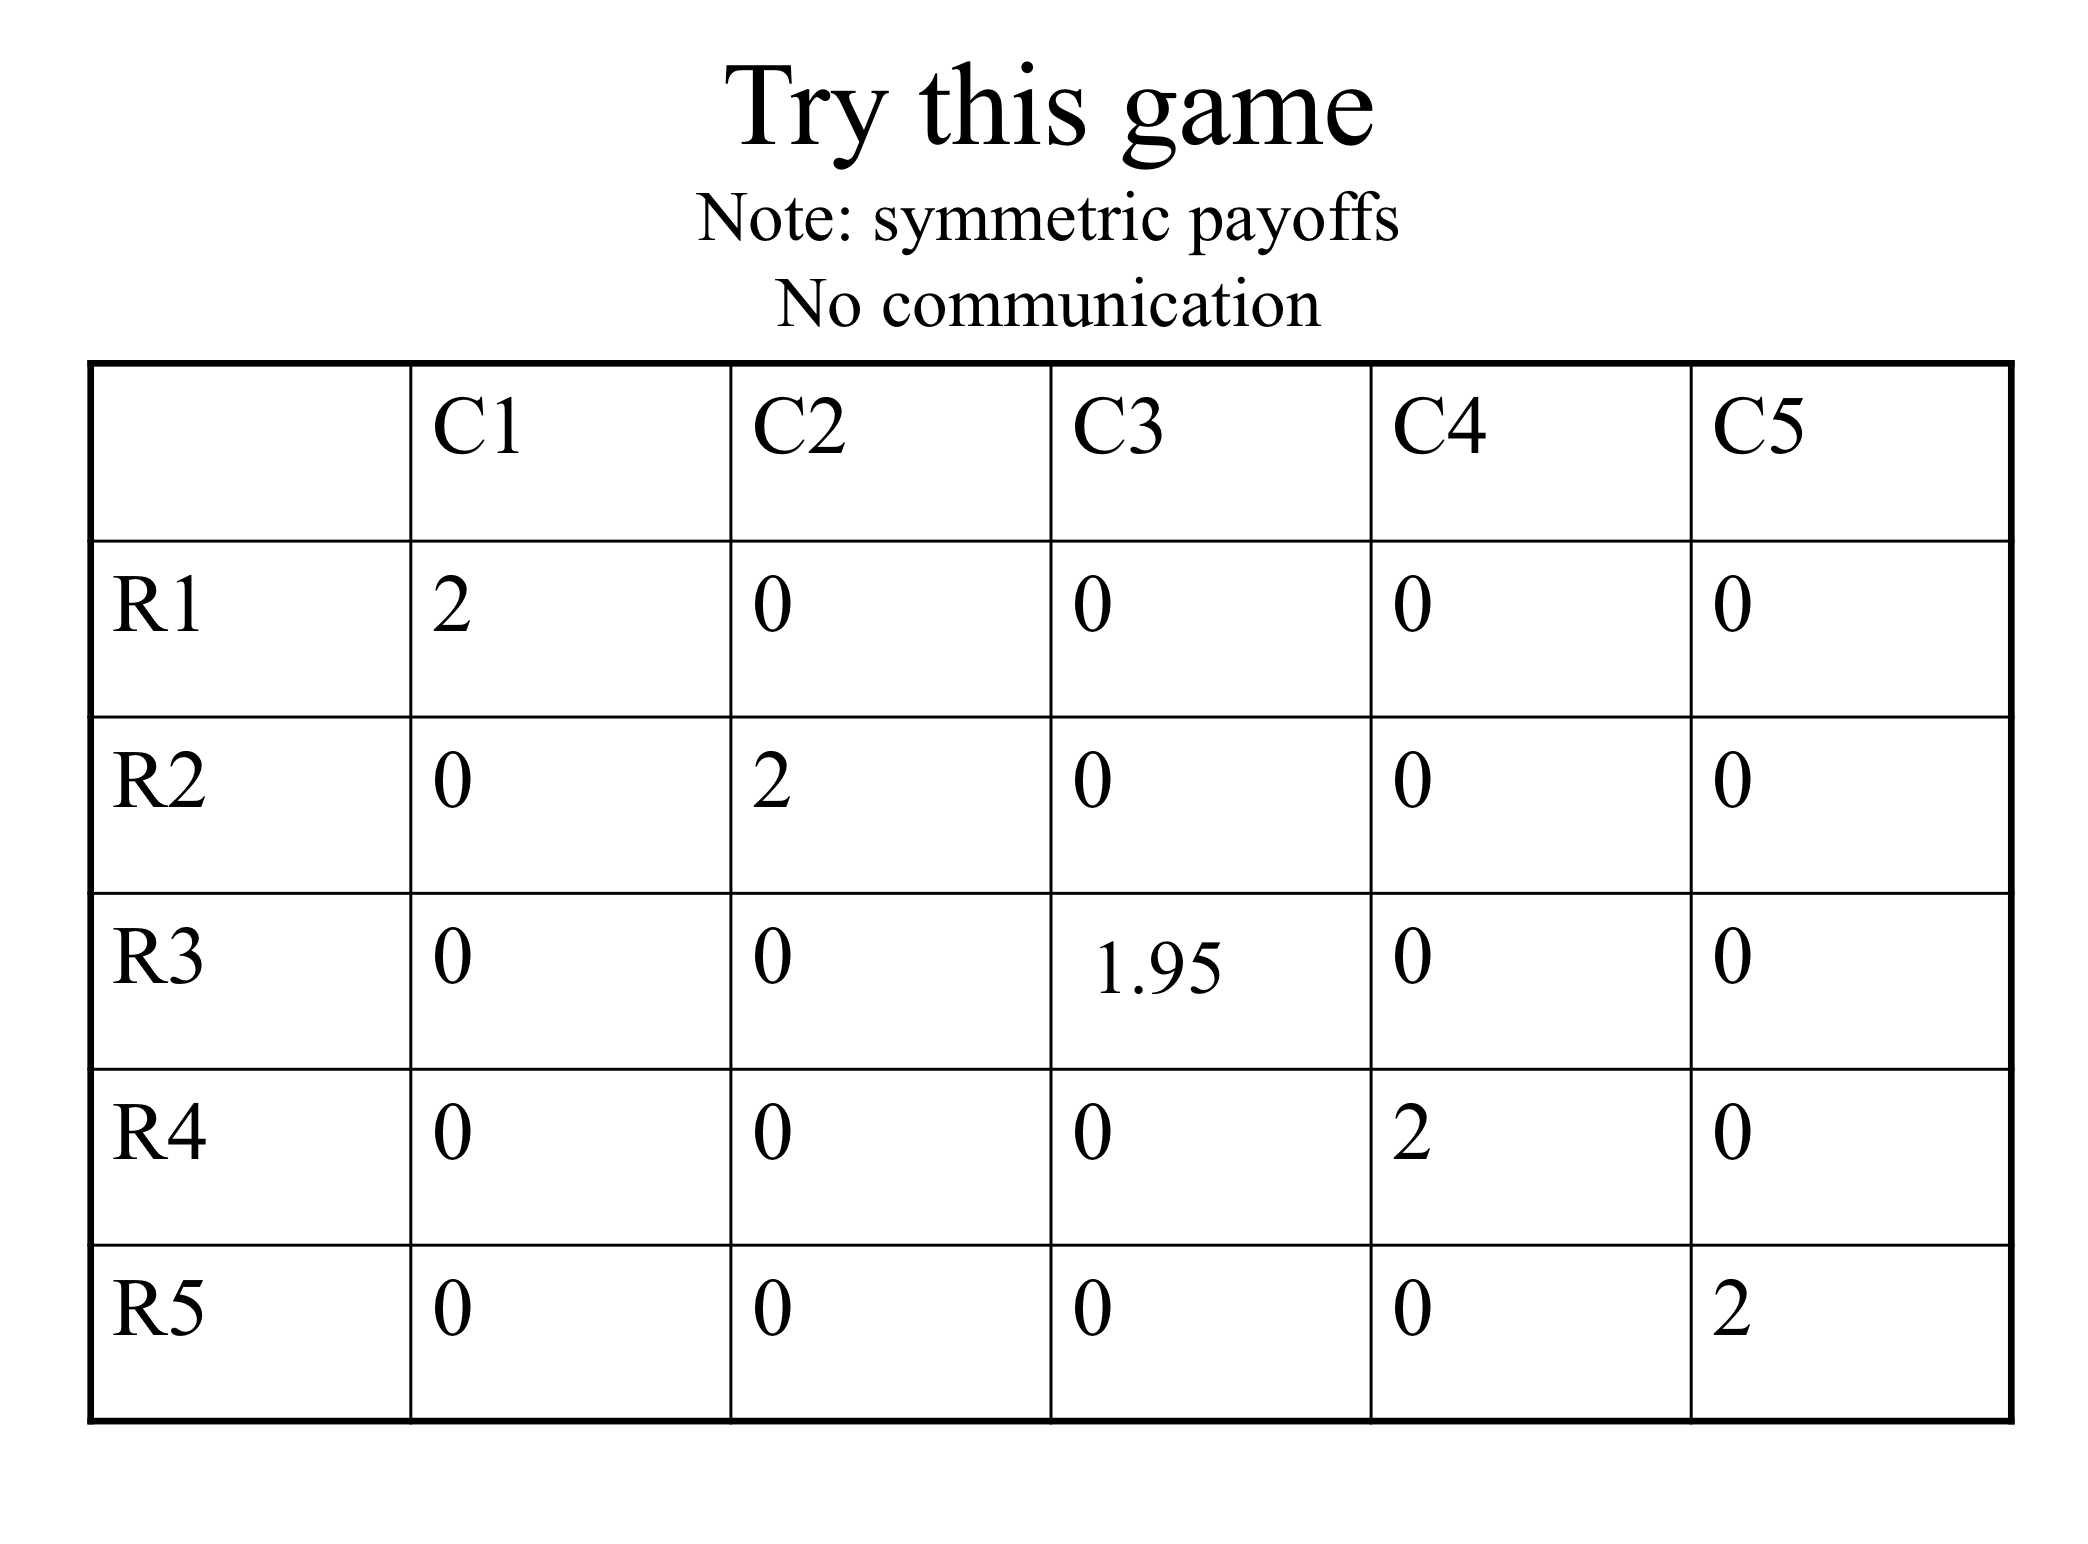 Try this game
Note: symmetric payoffs
No communication
C1 C2 C3 C4 C5
R1 2 0 0 0 0
R2 0 2 0 0 0
R3 0 0 1.95 0 0
R4 0 0 0 2 0
R5 0 0 0 0 2